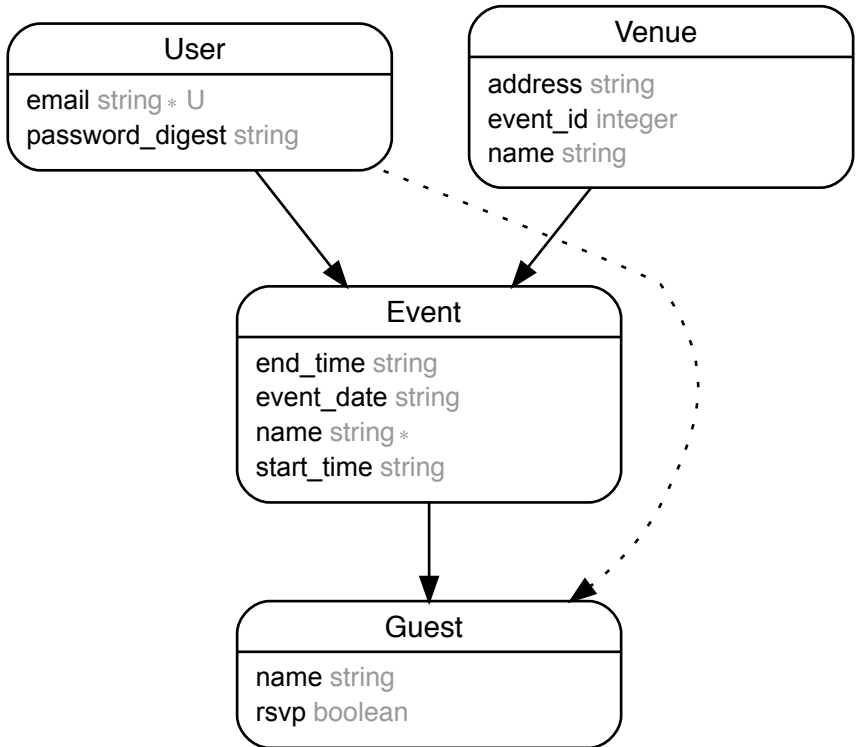 User
email string ∗ U
password_digest string
Venue
address string
event_id integer
name string
Event
end_time string
event_date string
name string ∗
start_time string
Guest
name string
rsvp boolean